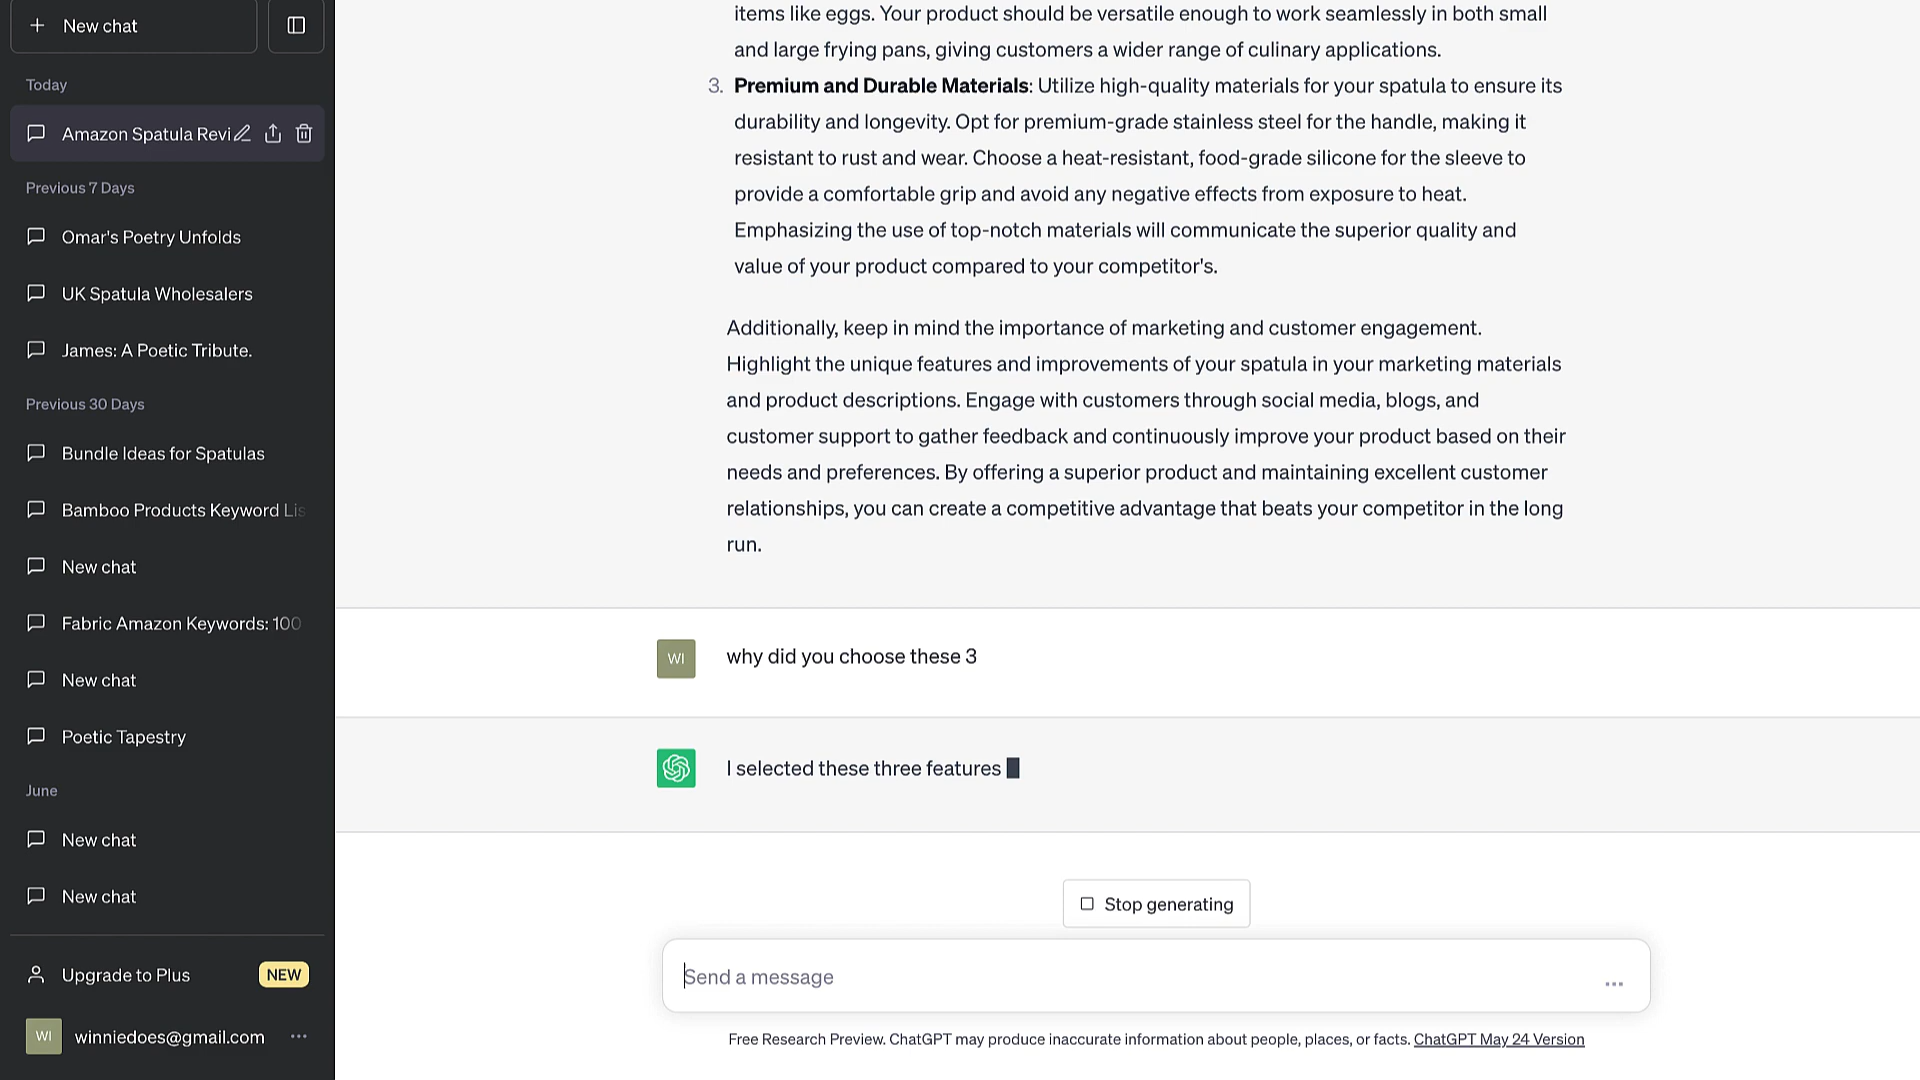 New chat
Today
Amazon Spatula Revi
Previous 7 Days
Omar's Poetry Unfolds
UK Spatula Wholesalers
James: A Poetic Tribute.
Previous 30 Days
Bundle Ideas for Spatulas
Bamboo Products Keyword Lis
New chat
Fabric Amazon Keywords: 100
New chat
Poetic Tapestry
June
New chat
New chat
Upgrade to Plus NEW
WI winniedoes@gmail.com
items like eggs. Your product should be versatile enough to work seamlessly in both small
and large frying pans, giving customers a wider range of culinary applications.
3. Premium and Durable Materials: Utilize high-quality materials for your spatula to ensure its
durability and longevity. Opt for premium-grade stainless steel for the handle, making it
resistant to rust and wear. Choose a heat-resistant, food-grade silicone for the sleeve to
provide a comfortable grip and avoid any negative effects from exposure to heat.
Emphasizing the use of top-notch materials will communicate the superior quality and
value of your product compared to your competitor's.
Additionally, keep in mind the importance of marketing and customer engagement.
Highlight the unique features and improvements of your spatula in your marketing materials
and product descriptions. Engage with customers through social media, blogs, and
customer support to gather feedback and continuously improve your product based on their
needs and preferences. By offering a superior product and maintaining excellent customer
relationships, you can create a competitive advantage that beats your competitor in the long
run.
WI why did you choose these 3
I selected these three features
Stop generating
Send a message
Free Research Preview. ChatGPT may produce inaccurate information about people, places, or facts. ChatGPT May 24 Version